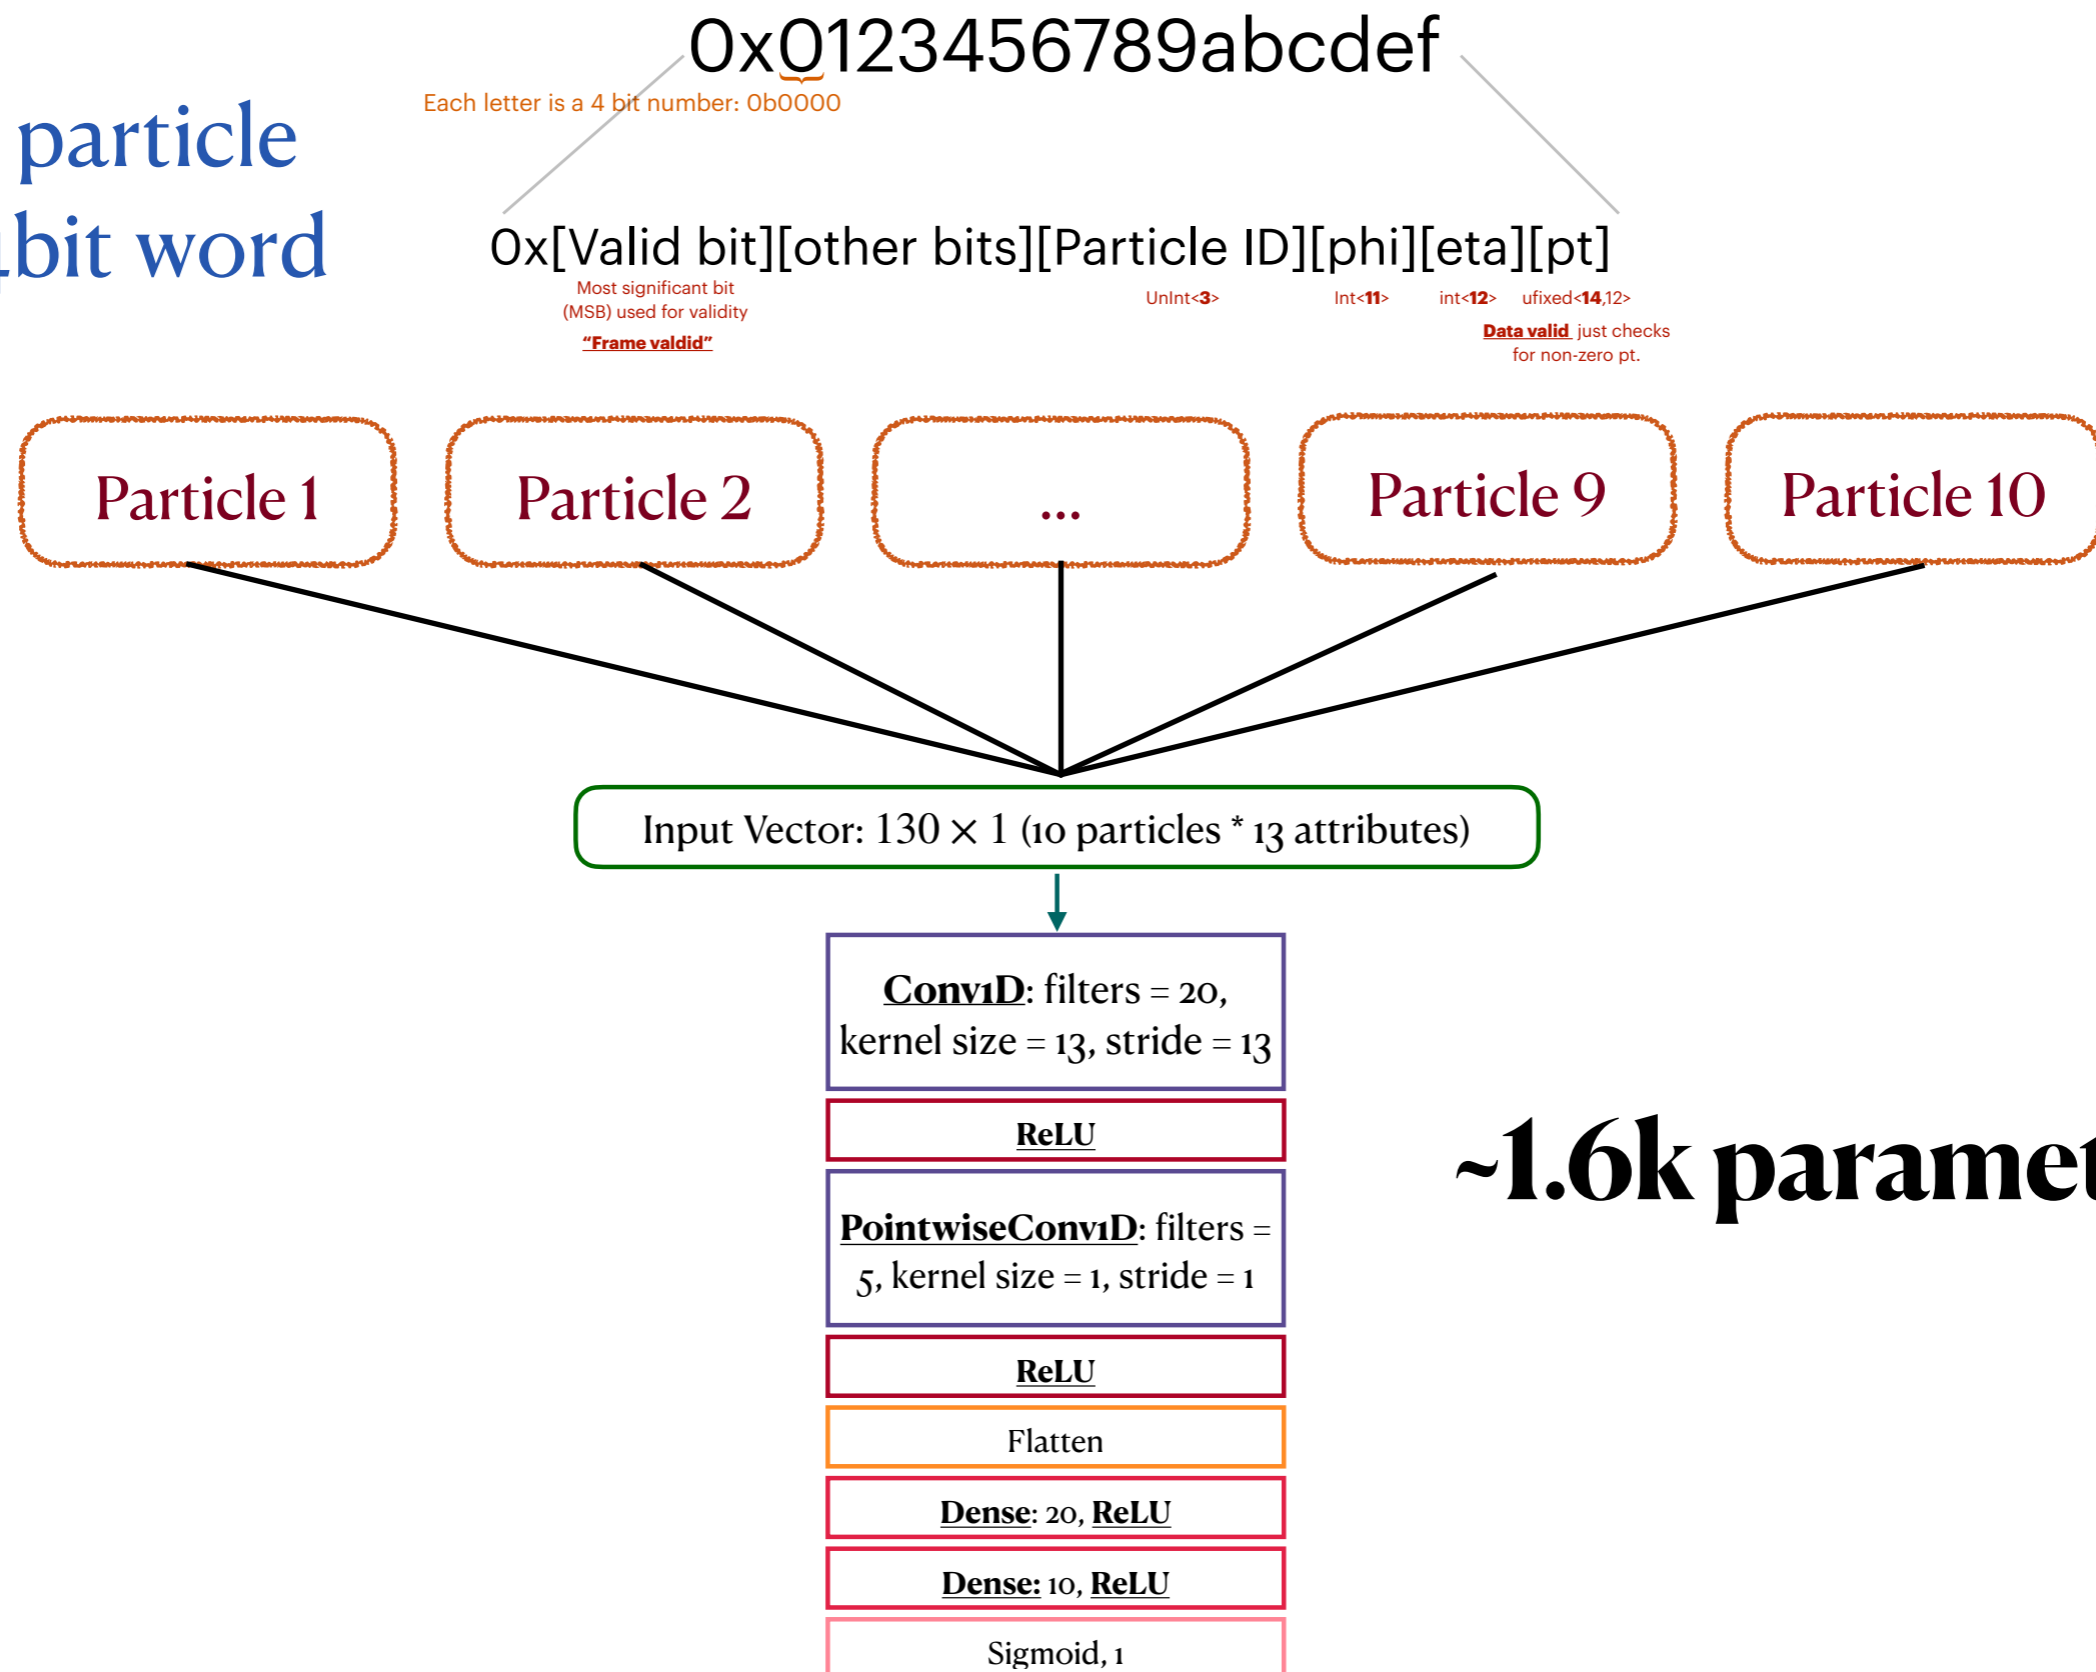 0x0123456789abcdef
Each letter is a 4 bit number: 0b0000
particle
bit word
0x[Valid bit][other bits][Particle ID][phi][eta][pt]
Most significant bit
(MSB) used for validity
“Frame valdid”
UnInt<3>
Int<11>
int<12>
ufixed<14,12>
Data valid just checks
for non-zero pt.
Particle 1
Particle 2
...
Particle 9
Particle 10
Input Vector: 130 × 1 (10 particles * 13 attributes)
Conv1D: filters = 20,
kernel size = 13, stride = 13
ReLU
~1.6k paramet
PointwiseConv1D: filters =
5, kernel size = 1, stride = 1
ReLU
Flatten
Dense: 20, ReLU
Dense: 10, ReLU
Sigmoid, 1